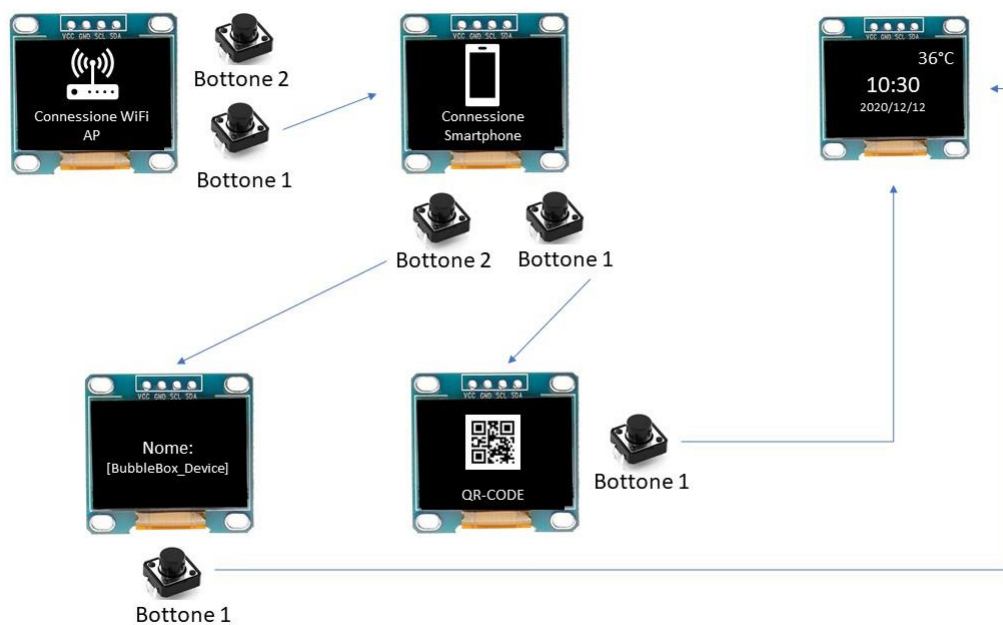 VCC GND SCL SDA
Connessione WiFi
AP
Bottone 2
Bottone 1
VCC GND SCL SDA
Connessione
Smartphone
VCC GND SCL SDA
36°C
10:30
2020/12/12
Bottone 2
Bottone 1
VCC GND SCL SDA
Nome:
[BubbleBox_Device]
Bottone 1
VCC GND SCL SDA
QR-CODE
Bottone 1